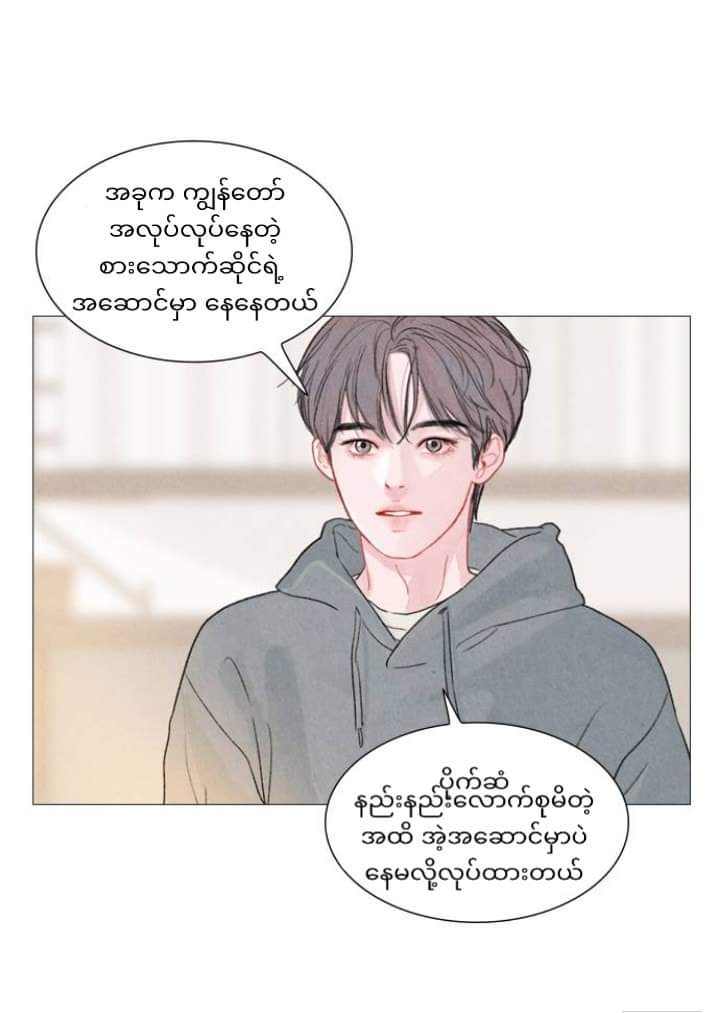 အခုက ကျွန်တော်
အလုပ်လုပ်နေတဲ့
စားသောက်ဆိုင်ရဲ့
အဆောင်မှာ နေနေတယ်
ပိုက်ဆံ
နည်းနည်းလောက်စုမိတဲ့
အထိ အဲ့အဆောင်မှာပဲ
နေမလို့လုပ်ထားတယ်